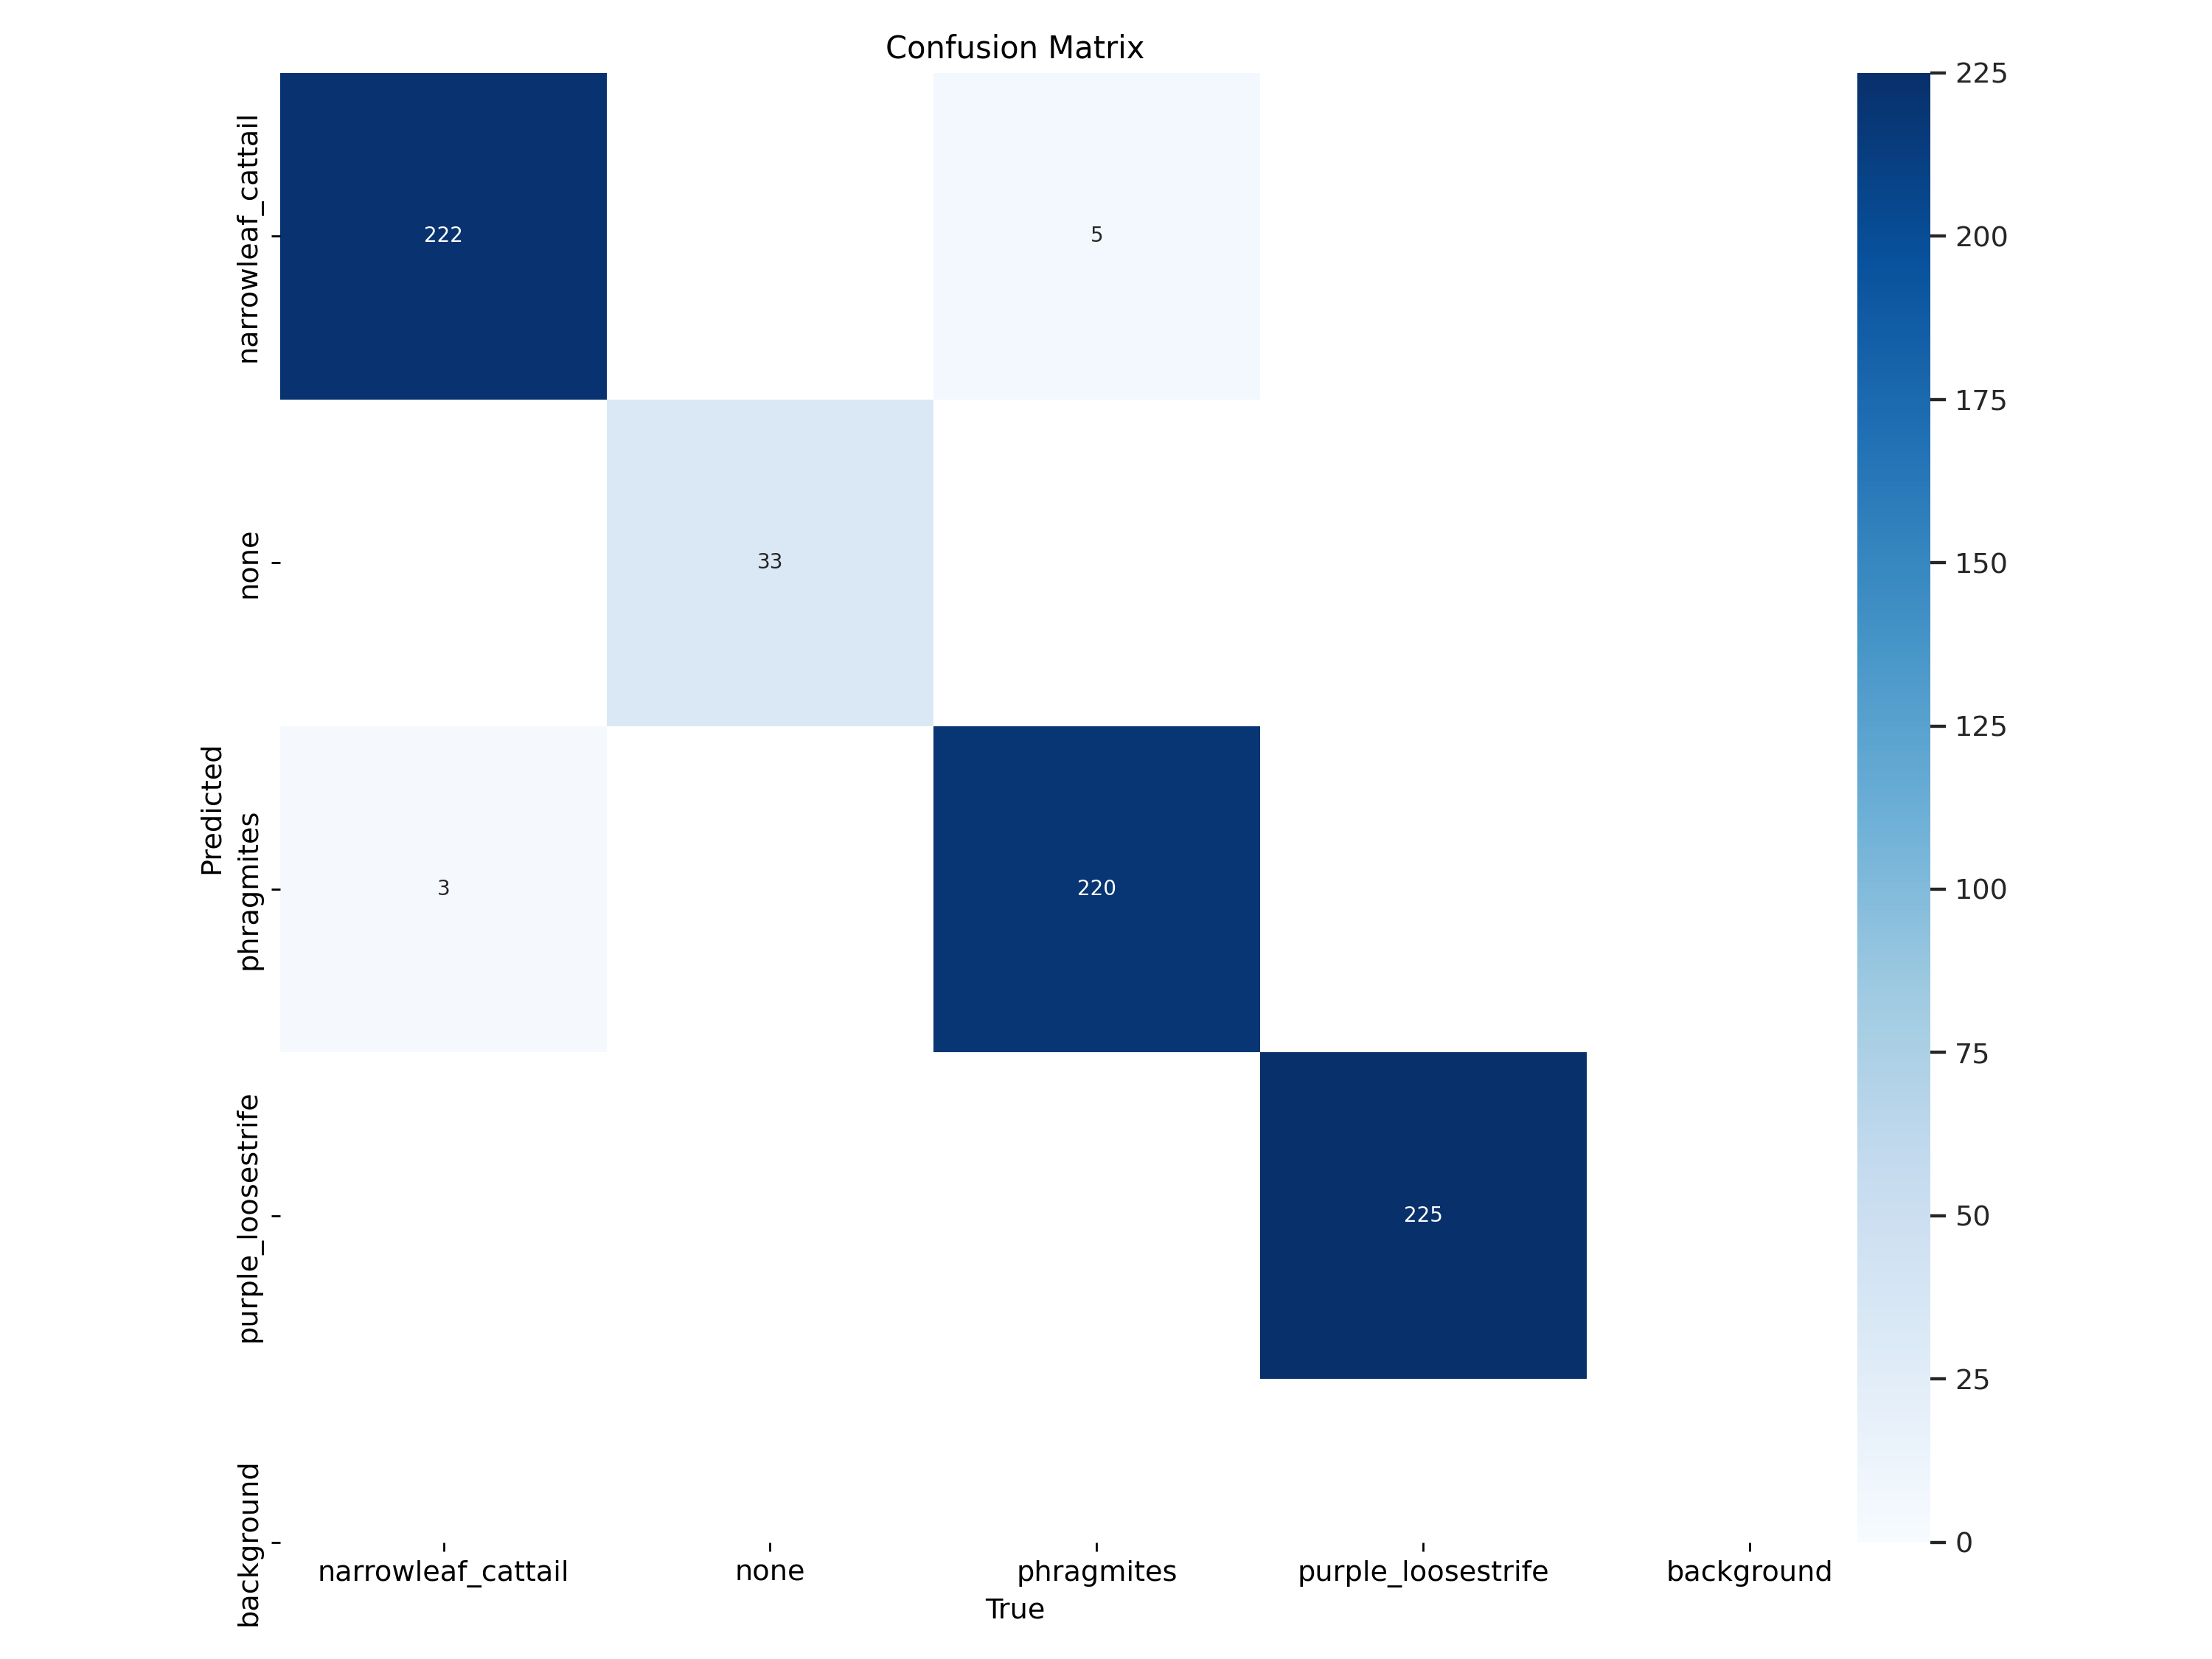 Confusion Matrix
narrowleaf_cattail
222
5
none
33
phragmites
3
220
purple_loosestrife
225
background
Predicted
narrowleaf_cattail
none
phragmites
purple_loosestrife
background
True
225
200
175
150
125
100
75
50
25
0